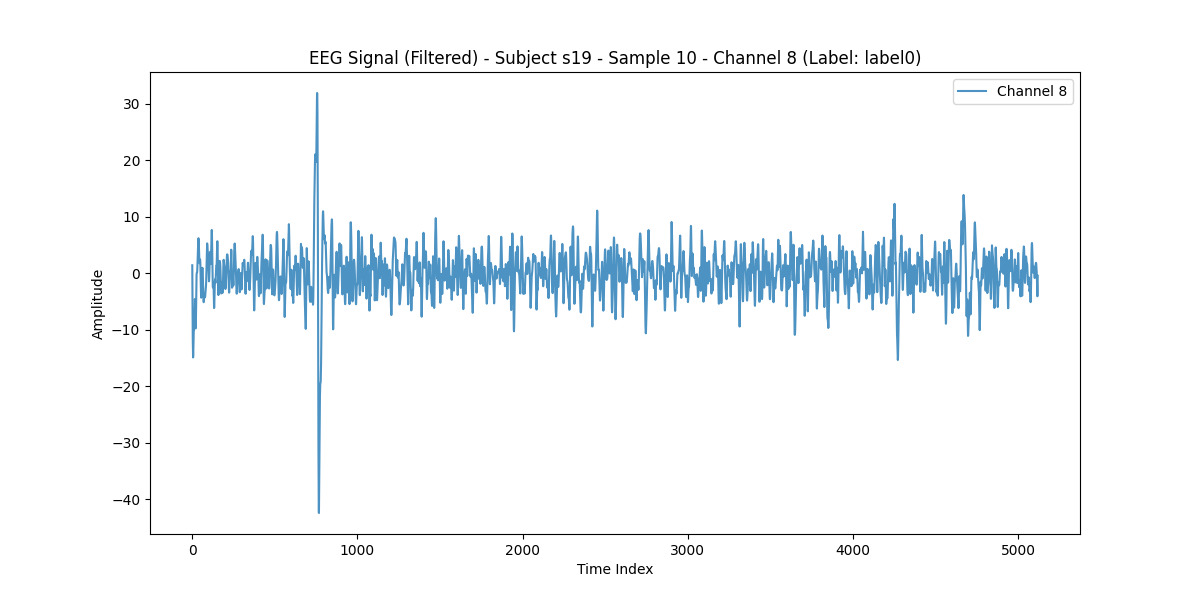 EEG Signal (Filtered) - Subject s19 - Sample 10 - Channel 8 (Label: label0)
Channel 8
30
20
10
0
−10
−20
−30
−40
Amplitude
0 1000 2000 3000 4000 5000
Time Index